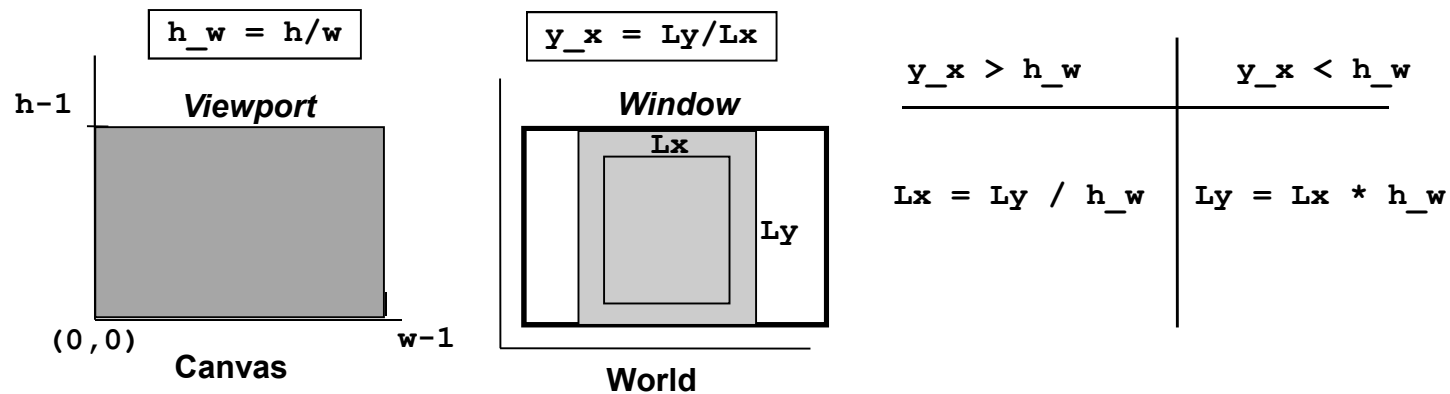 h_w = h/w
h-1
Viewport
(0,0)
w-1
Canvas
y_x = Ly/Lx
Window
Lx
Ly
World
y_x > h_w
y_x < h_w
Lx = Ly / h_w
Ly = Lx * h_w